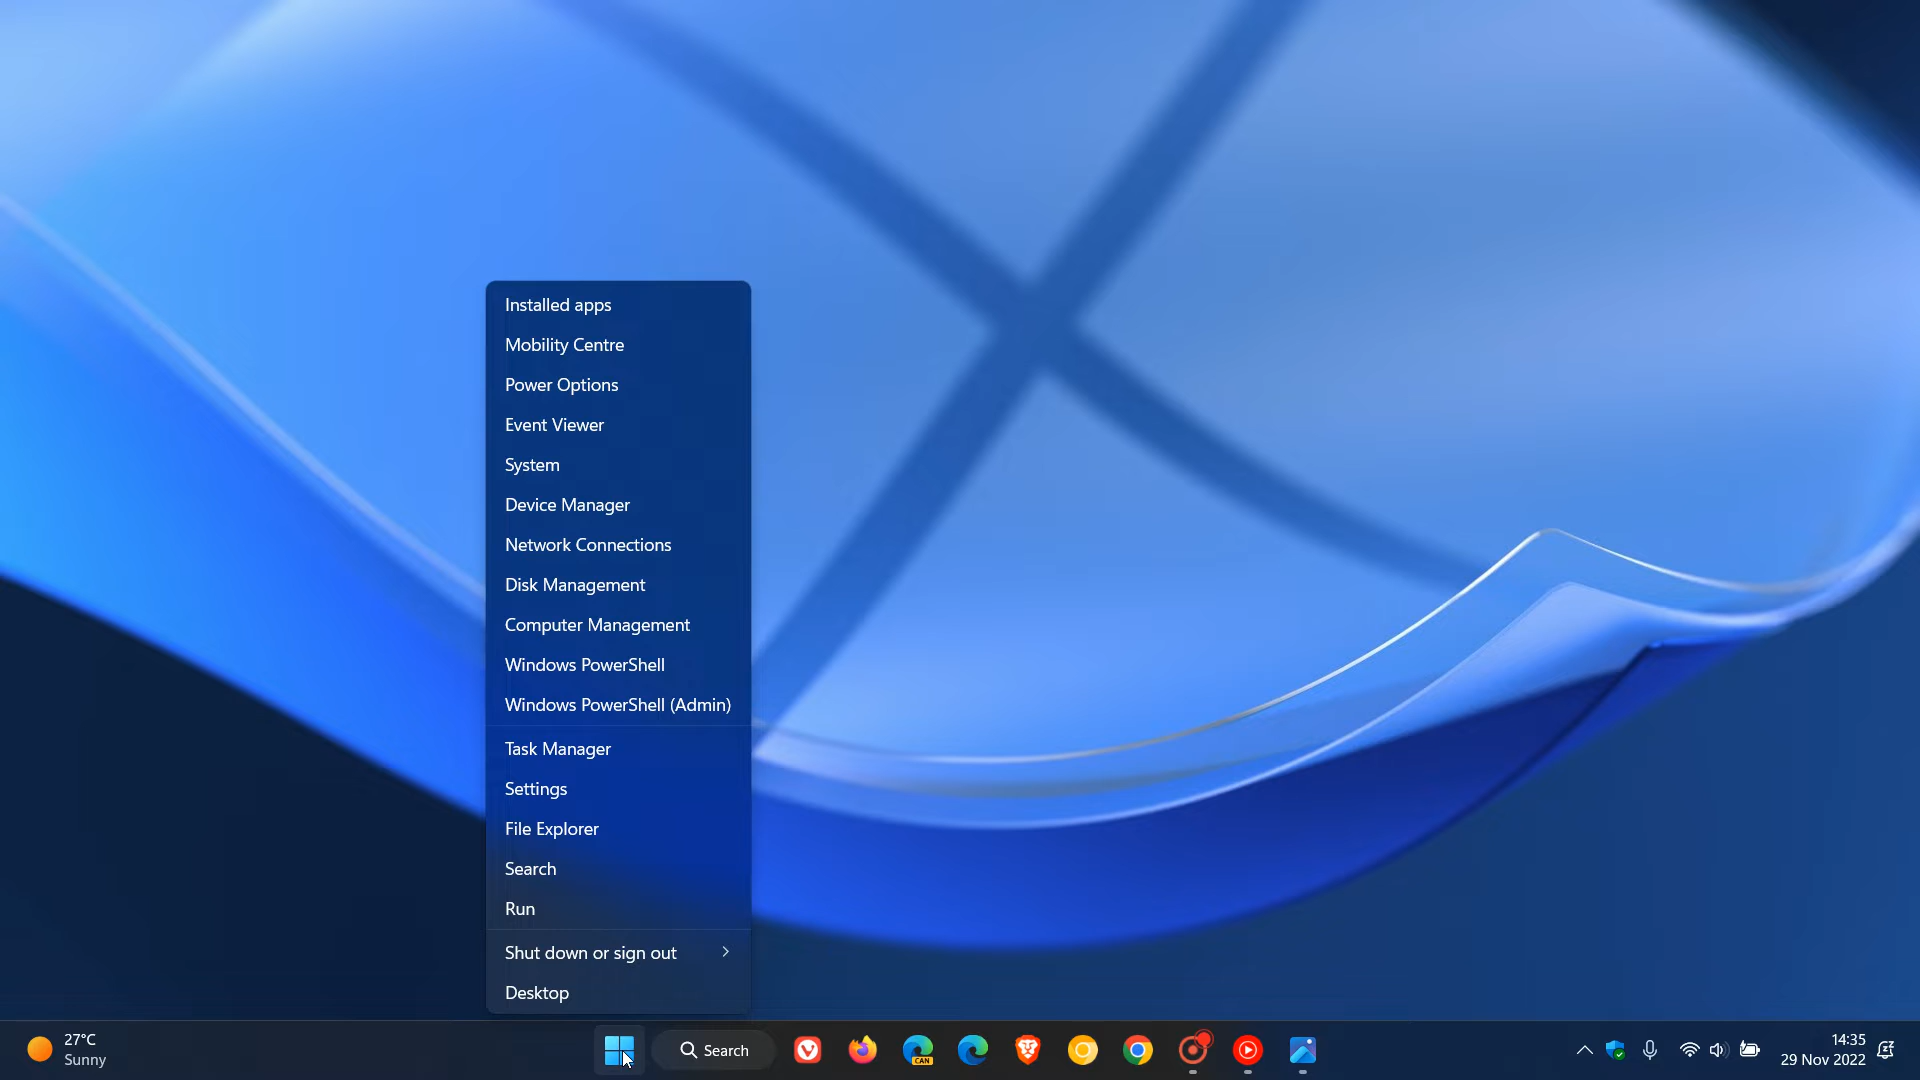 Installed apps
Mobility Centre
Power Options
Event Viewer
System
Device Manager
Network Connections
Disk Management
Computer Management
Windows PowerShell
Windows PowerShell (Admin)
Task Manager
Settings
File Explorer
Search
Run
Shut down or sign out
Desktop
27°C
Sunny
Search
CAN
14:35
29 Nov 2022